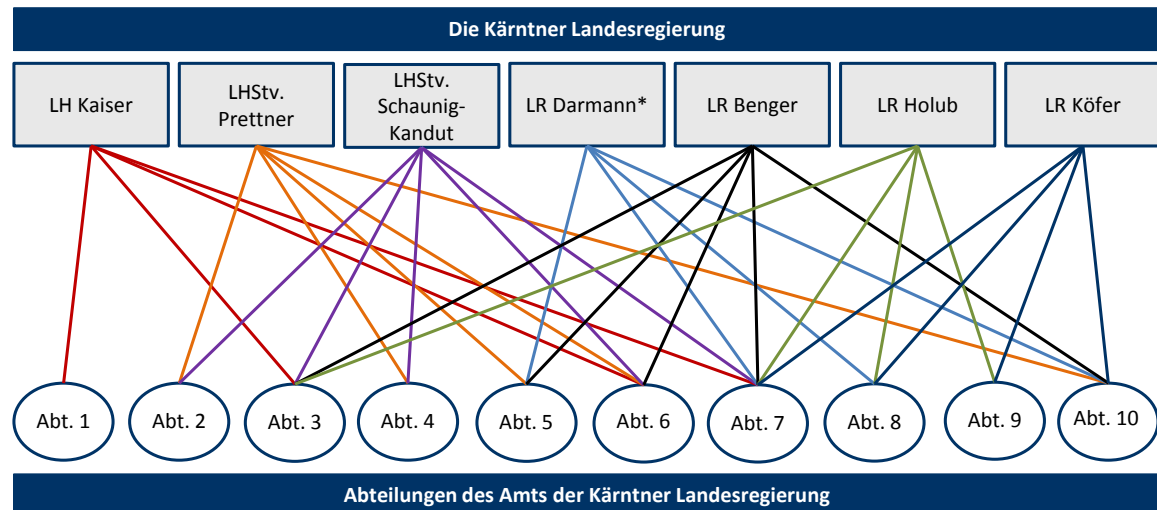 Die Kärntner Landesregierung
LH Kaiser
LHStv.
Prettner
LHStv.
Schaunig-
Kandut
LR Darmann*
LR Benger
LR Holub
LR Köfer
Abt. 1
Abt. 2
Abt. 3
Abt. 4
Abt. 5
Abt. 6
Abt. 7
Abt. 8
Abt. 9
Abt. 10
Abteilungen des Amts der Kärntner Landesregierung